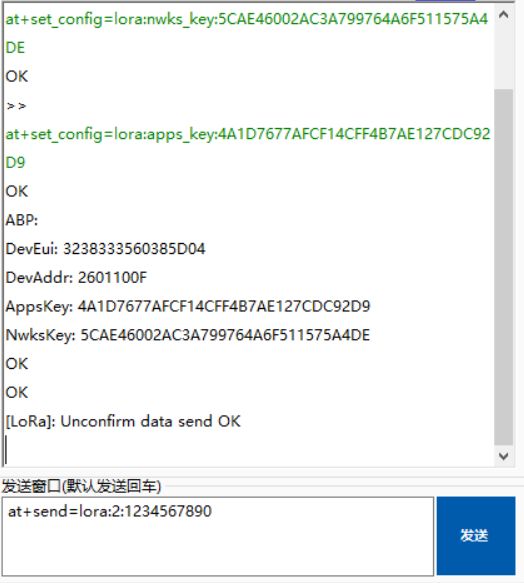 at+set_config=lora:nwks_key:5CAE46002AC3A799764A6F511575A4
DE
OK
>>
at+set_config=lora:apps_key:4A1D7677AFCF14CFF4B7AE127CDC92
D9
OK
ABP:
DevEui: 3238333560385D04
DevAddr: 2601100F
AppsKey: 4A1D7677AFCF14CFF4B7AE127CDC92D9
NwksKey: 5CAE46002AC3A799764A6F511575A4DE
OK
OK
[LoRa]: Unconfirm data send OK
发送窗口(默认发送回车)
at+send=lora:2:1234567890
发送